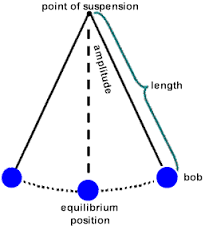 point of suspension
amplitude
length
bob
equilibrium
position